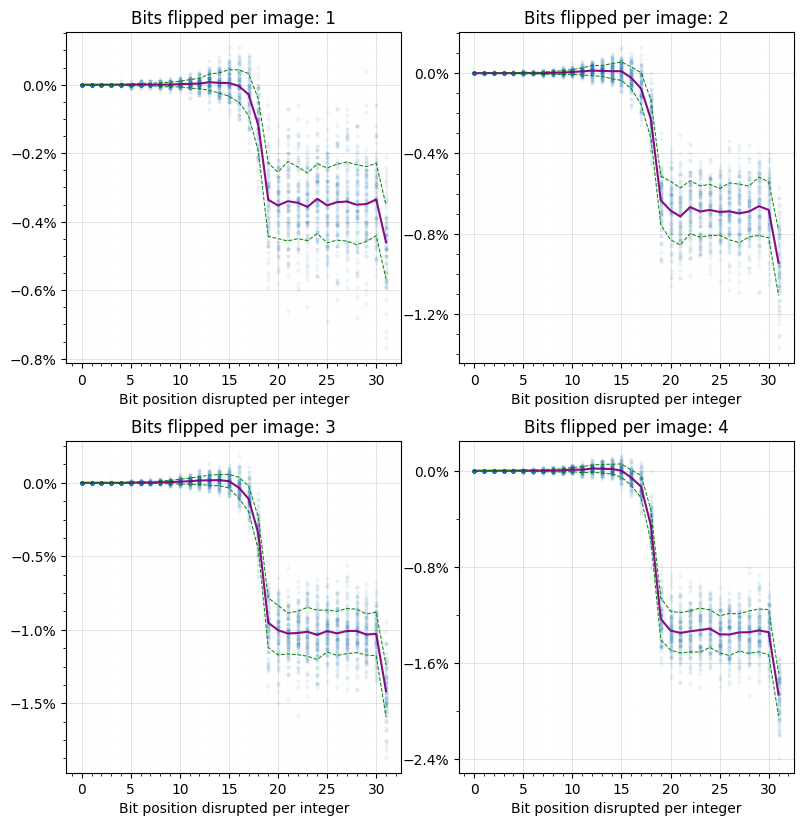 Bits flipped per image: 1
0.0%
−0.2%
−0.4%
−0.6%
−0.8%
0 5 10 15 20 25 30
Bit position disrupted per integer
Bits flipped per image: 2
0.0%
−0.4%
−0.8%
−1.2%
0 5 10 15 20 25 30
Bit position disrupted per integer
Bits flipped per image: 3
0.0%
−0.5%
−1.0%
−1.5%
0 5 10 15 20 25 30
Bit position disrupted per integer
Bits flipped per image: 4
0.0%
−0.8%
−1.6%
−2.4%
0 5 10 15 20 25 30
Bit position disrupted per integer